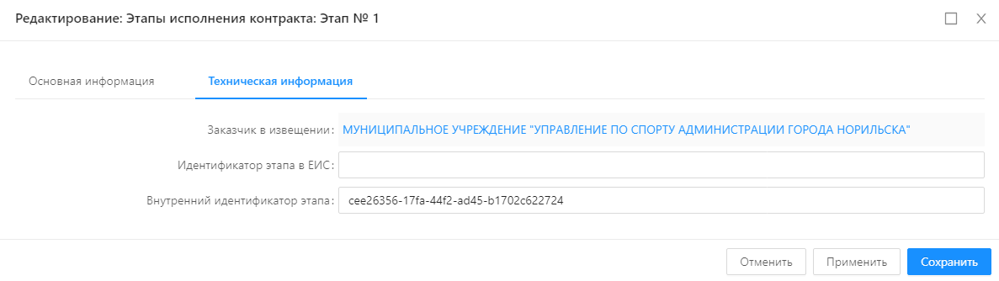 Редактирование: Этапы исполнения контракта: Этап № 1
Основная информация
Техническая информация
Заказчик в извещении: МУНИЦИПАЛЬНОЕ УЧРЕЖДЕНИЕ "УПРАВЛЕНИЕ ПО СПОРТУ АДМИНИСТРАЦИИ ГОРОДА НОРИЛЬСКА"
Идентификатор этапа в ЕИС:
Внутренний идентификатор этапа: cee26356-17fa-44f2-ad45-b1702c622724
Отменить
Применить
Сохранить